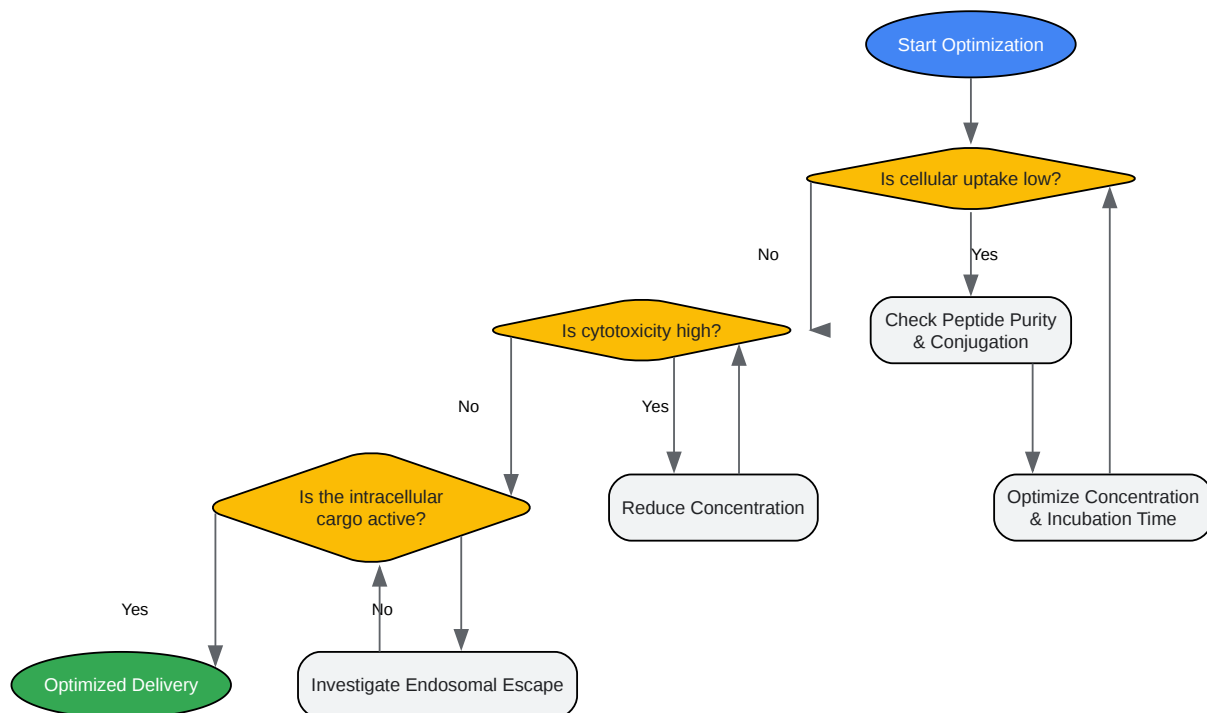 Start Optimization
Is cellular uptake low?
No
Yes
Check Peptide Purity
& Conjugation
Is cytotoxicity high?
No
Yes
Is the intracellular
cargo active?
Reduce Concentration
Optimize Concentration
& Incubation Time
Yes
No
Optimized Delivery
Investigate Endosomal Escape